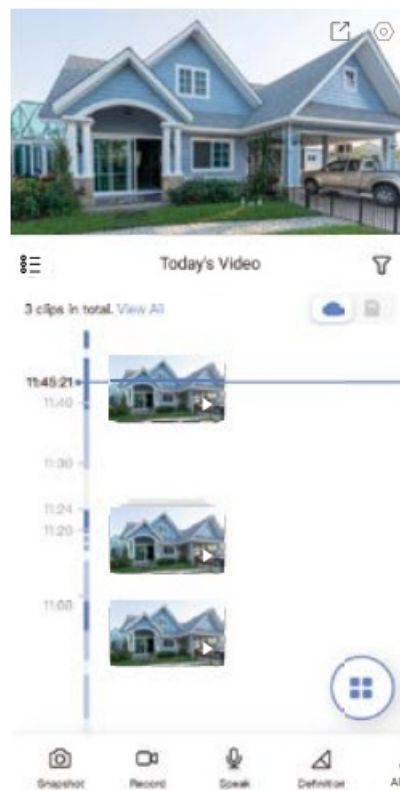 Today's Video
3 clips in total. View All
11:45:21
11:40
11:30
11:24
11:20
11:08
Snapshot
Record
Speak
Definition